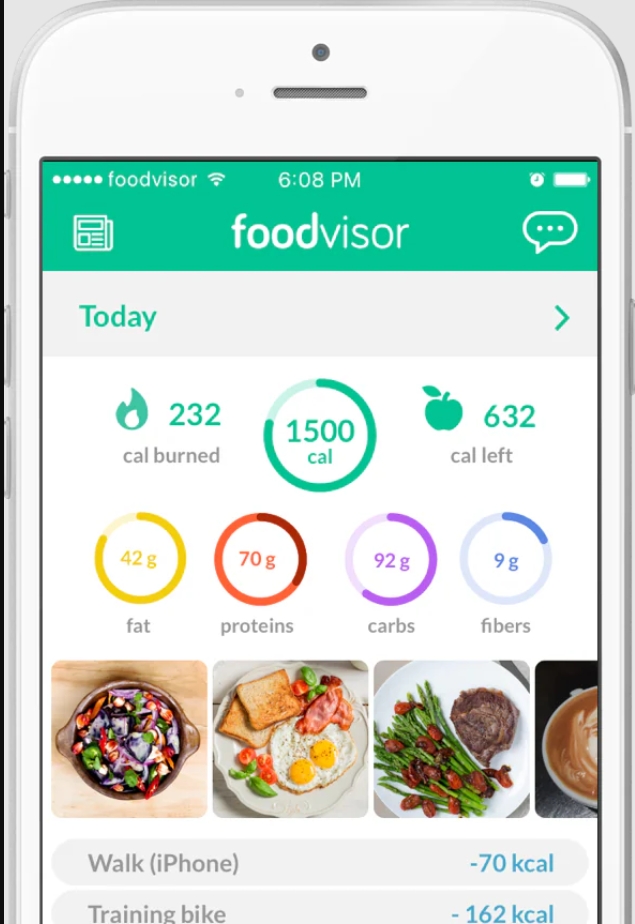 foodvisor 6:08 PM
foodvisor
Today
232
cal burned
1500
cal
632
cal left
42 g
70 g
92 g
9 g
fat
proteins
carbs
fibers
Walk (iPhone)
-70 kcal
Training bike
- 162 kcal